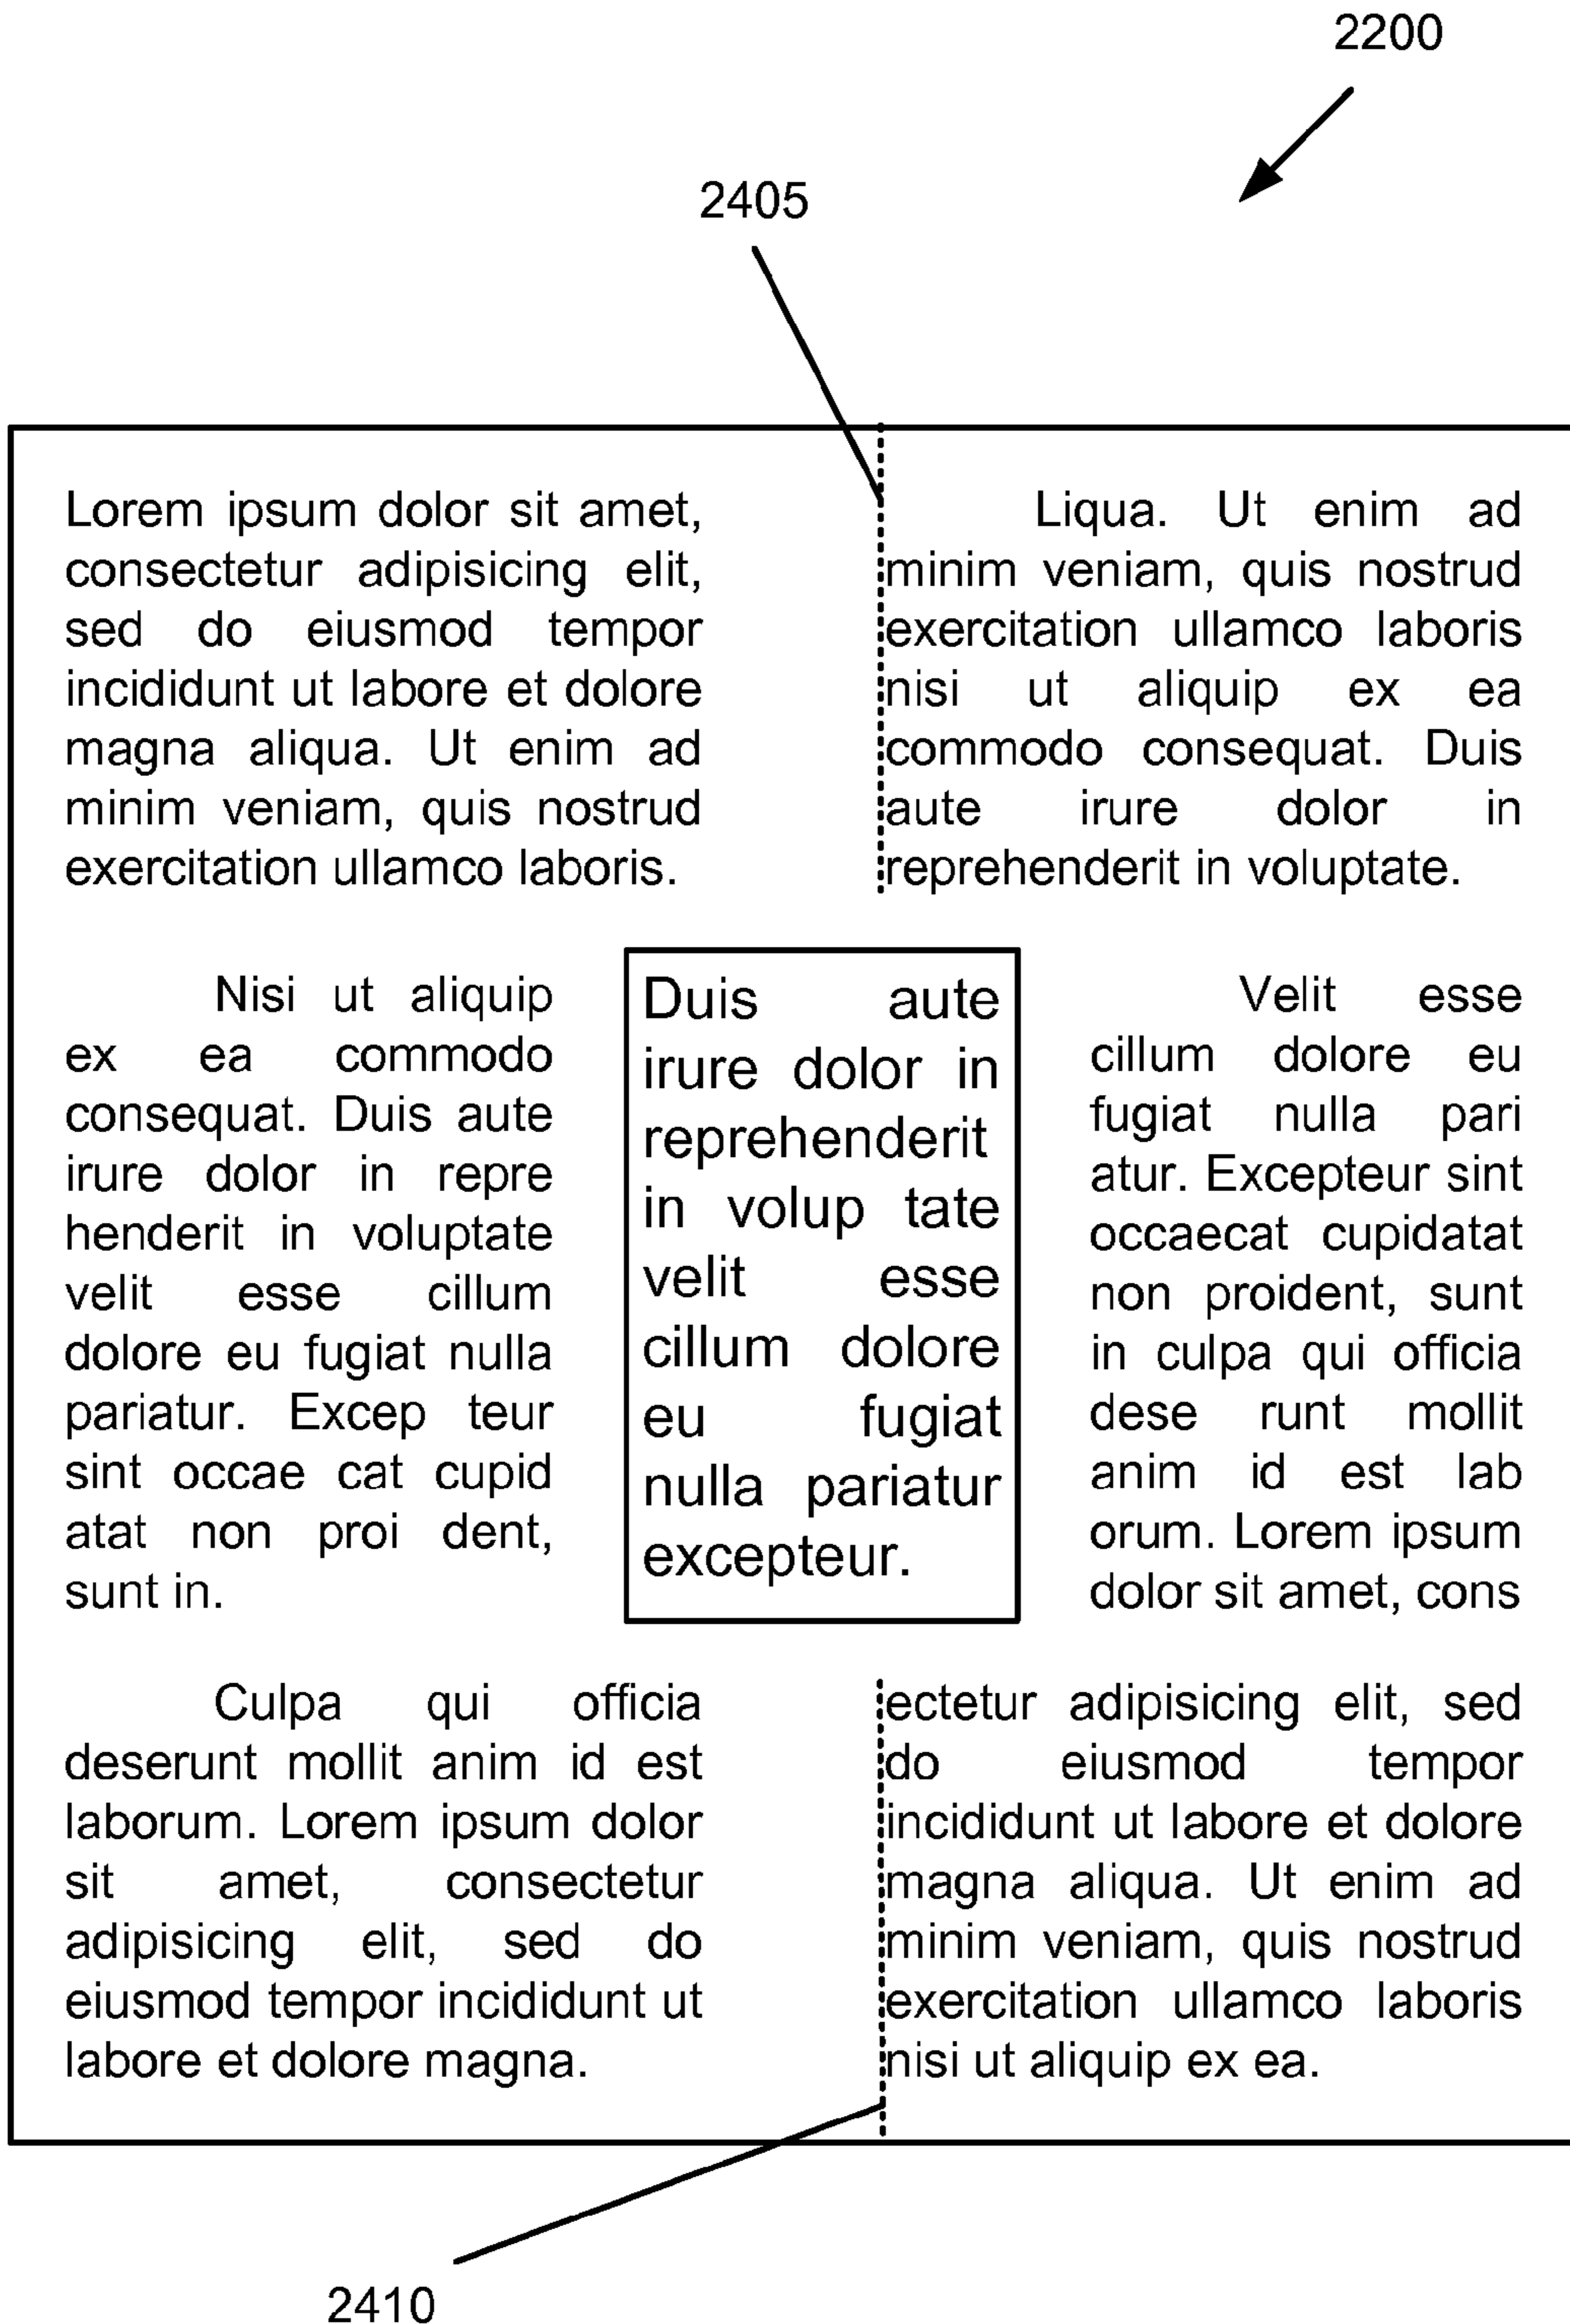 2200
2405
Lorem ipsum dolor sit amet,
consectetur adipisicing elit,
sed do eiusmod tempor
incididunt ut labore et dolore
magna aliqua. Ut enim ad
minim veniam, quis nostrud
exercitation ullamco laboris.
Nisi ut aliquip
ex ea commodo
consequat. Duis aute
irure dolor in repre
henderit in voluptate
velit esse cillum
dolore eu fugiat nulla
pariatur. Excep teur
sint occae cat cupid
atat non proi dent,
sunt in.
Culpa qui officia
deserunt mollit anim id est
laborum. Lorem ipsum dolor
sit amet, consectetur
adipisicing elit, sed do
eiusmod tempor incididunt ut
labore et dolore magna.
Duis aute
irure dolor in
reprehenderit
in volup tate
velit esse
cillum dolore
eu fugiat
nulla pariatur
excepteur.
Liqua. Ut enim ad
minim veniam, quis nostrud
exercitation ullamco laboris
nisi ut aliquip ex ea
commodo consequat. Duis
aute irure dolor in
reprehenderit in voluptate.
Velit esse
cillum dolore eu
fugiat nulla pari
atur. Excepteur sint
occaecat cupidatat
non proident, sunt
in culpa qui officia
dese runt mollit
anim id est lab
orum. Lorem ipsum
dolor sit amet, cons
ectetur adipisicing elit, sed
do eiusmod tempor
incididunt ut labore et dolore
magna aliqua. Ut enim ad
minim veniam, quis nostrud
exercitation ullamco laboris
nisi ut aliquip ex ea.
2410